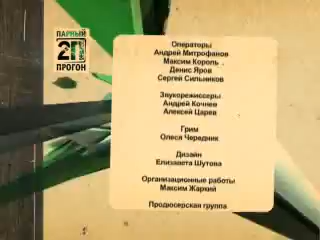 ПАРНЫЙ
2П
ПРОГОН
Операторы
Андрей Митрофанов
Максим Король
Денис Яров
Сергей Сильников
Звукорежиссеры
Андрей Кочнев
Алексей Царев
Грим
Олеся Чередник
Дизайн
Елизавета Шутова
Организационные работы
Максим Жаркий
Продюсерская группа